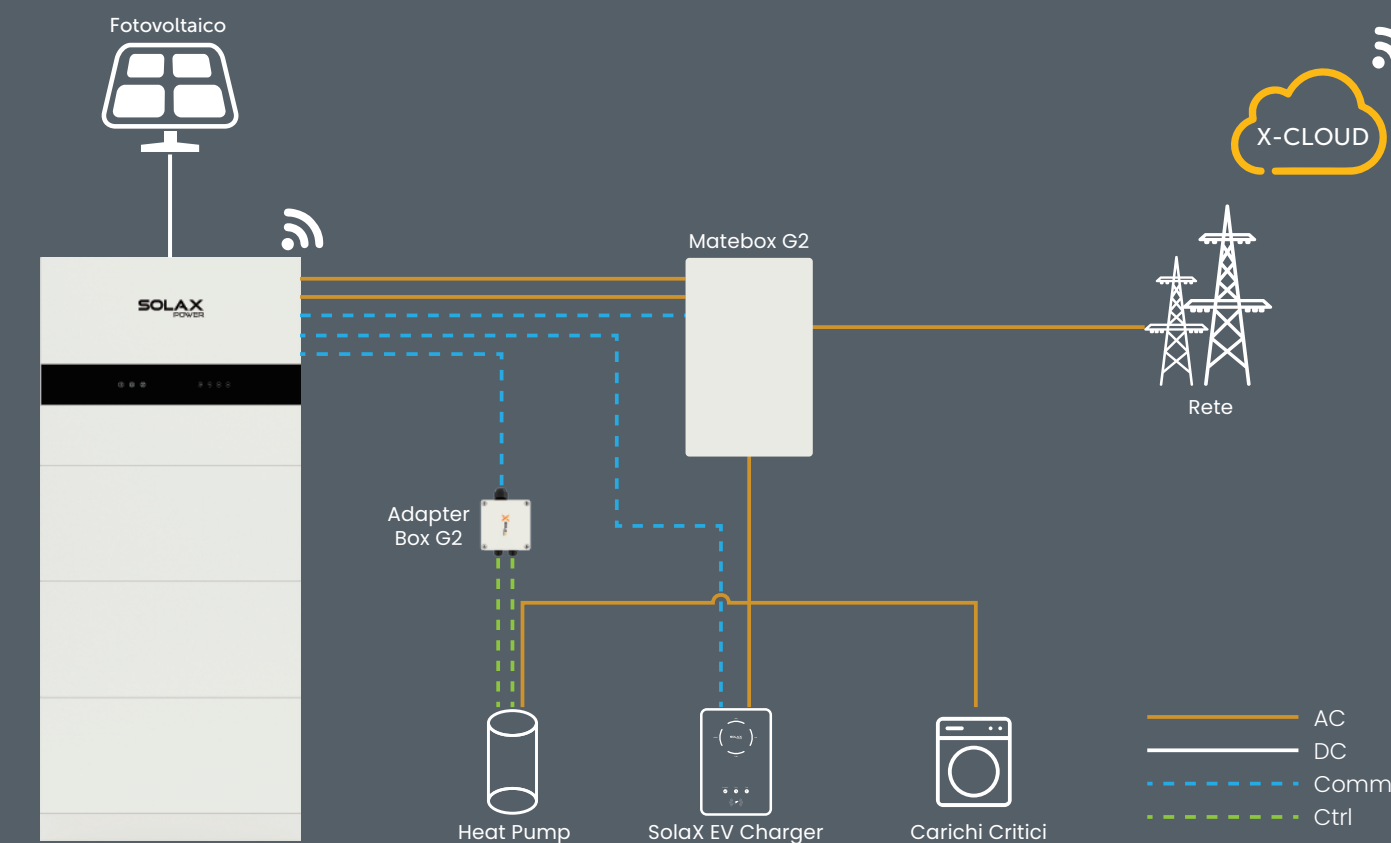 Fotovoltaico
X-CLOUD
Matebox G2
SOLAX
POWER
Rete
Adapter
Box G2
AC
DC
Comm
Ctrl
Heat Pump
SolaX EV Charger
Carichi Critici